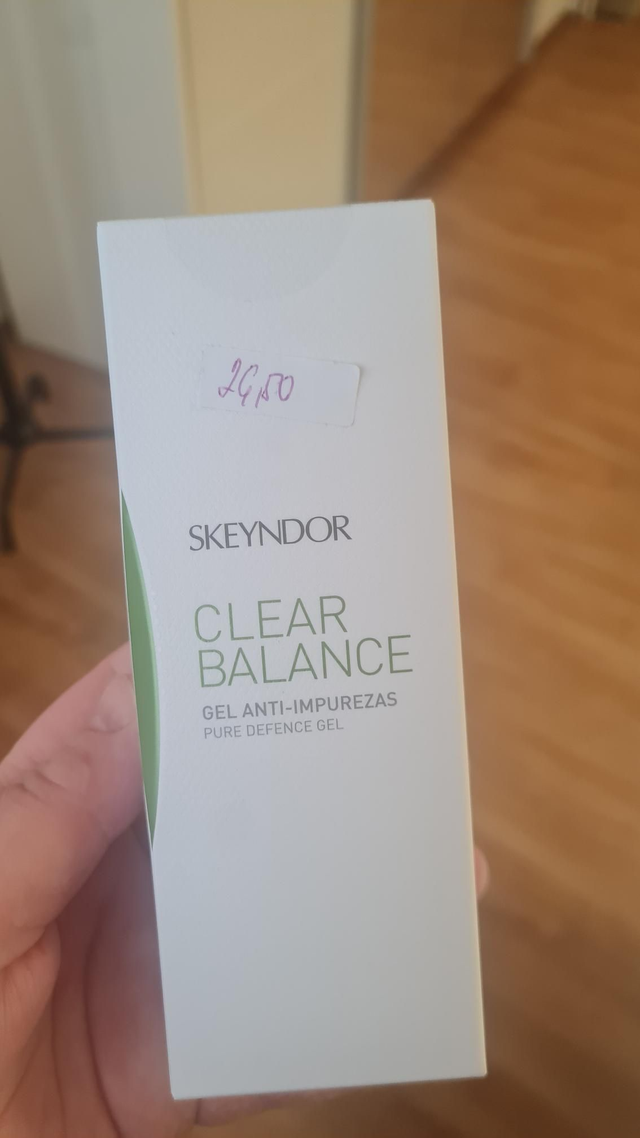 24,50
SKEYNDOR
CLEAR
BALANCE
GEL ANTI-IMPUREZAS
PURE DEFENCE GEL